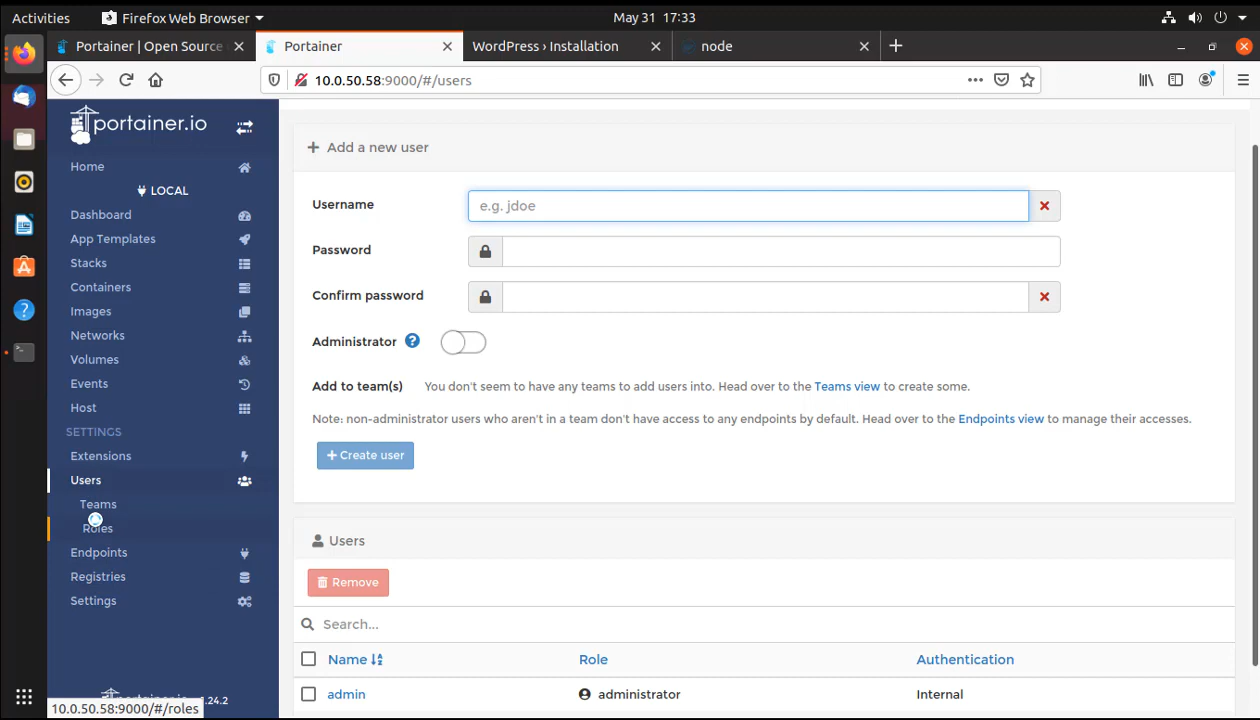 Activities
Firefox Web Browser
May 31 17:33
Portainer | Open Source
Portainer
WordPress › Installation
node
10.0.50.58:9000/#/users
portainer.io
Home
LOCAL
Dashboard
App Templates
Stacks
Containers
Images
Networks
Volumes
Events
Host
SETTINGS
Extensions
Users
Teams
Roles
Endpoints
Registries
Settings
portainer.io
.24.2
10.0.50.58:9000/#/roles
Add a new user
Username
e.g. jdoe
Password
Confirm password
Administrator
Add to team(s) You don't seem to have any teams to add users into. Head over to the Teams view to create some.
Note: non-administrator users who aren't in a team don't have access to any endpoints by default. Head over to the Endpoints view to manage their accesses.
Create user
Users
Remove
Search...
Name Role Authentication
admin administrator Internal